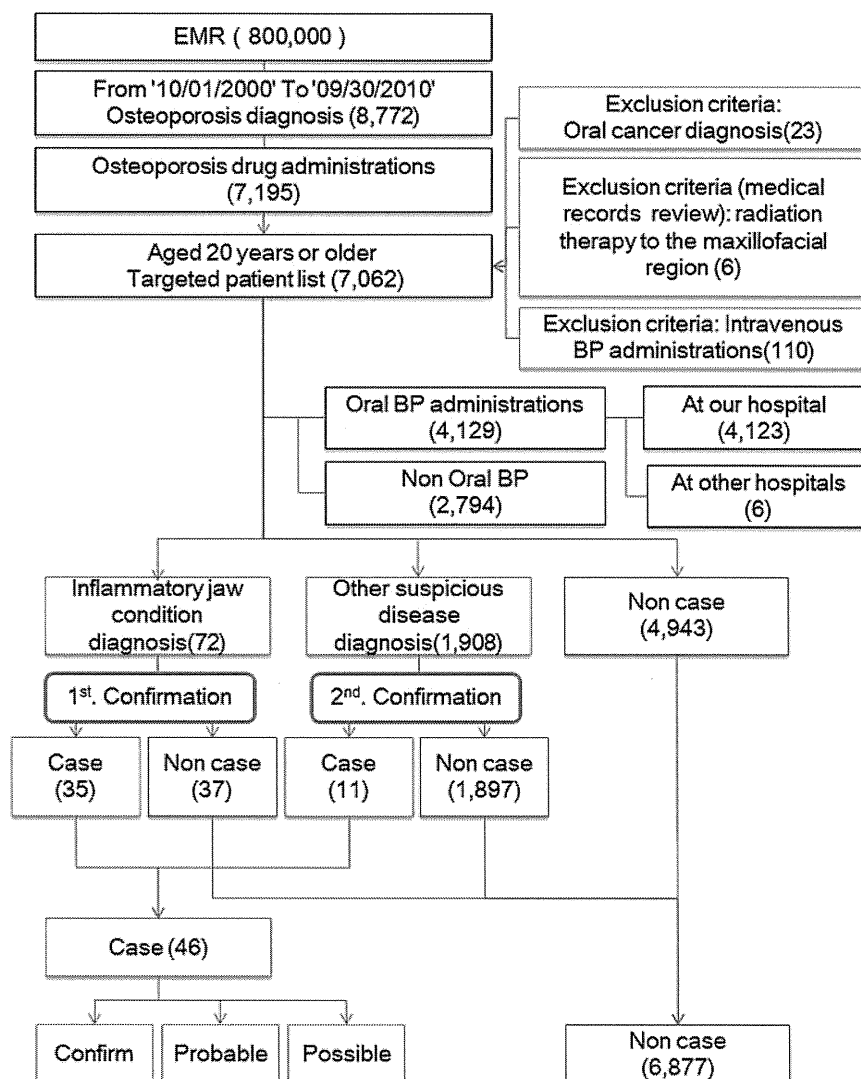 EMR ( 800,000 )
From '10/01/2000' To '09/30/2010'
Osteoporosis diagnosis (8,772)
Osteoporosis drug administrations
(7,195)
Aged 20 years or older
Targeted patient list (7,062)
Exclusion criteria:
Oral cancer diagnosis(23)
Exclusion criteria (medical
records review): radiation
therapy to the maxillofacial
region (6)
Exclusion criteria: Intravenous
BP administrations(110)
Oral BP administrations
(4,129)
At our hospital
(4,123)
Non Oral BP
(2,794)
At other hospitals
(6)
Inflammatory jaw
condition
diagnosis(72)
Other suspicious
disease
diagnosis(1,908)
Non case
(4,943)
1st. Confirmation
2nd. Confirmation
Case
(35)
Non case
(37)
Case
(11)
Non case
(1,897)
Case (46)
Confirm
Probable
Possible
Non case
(6,877)